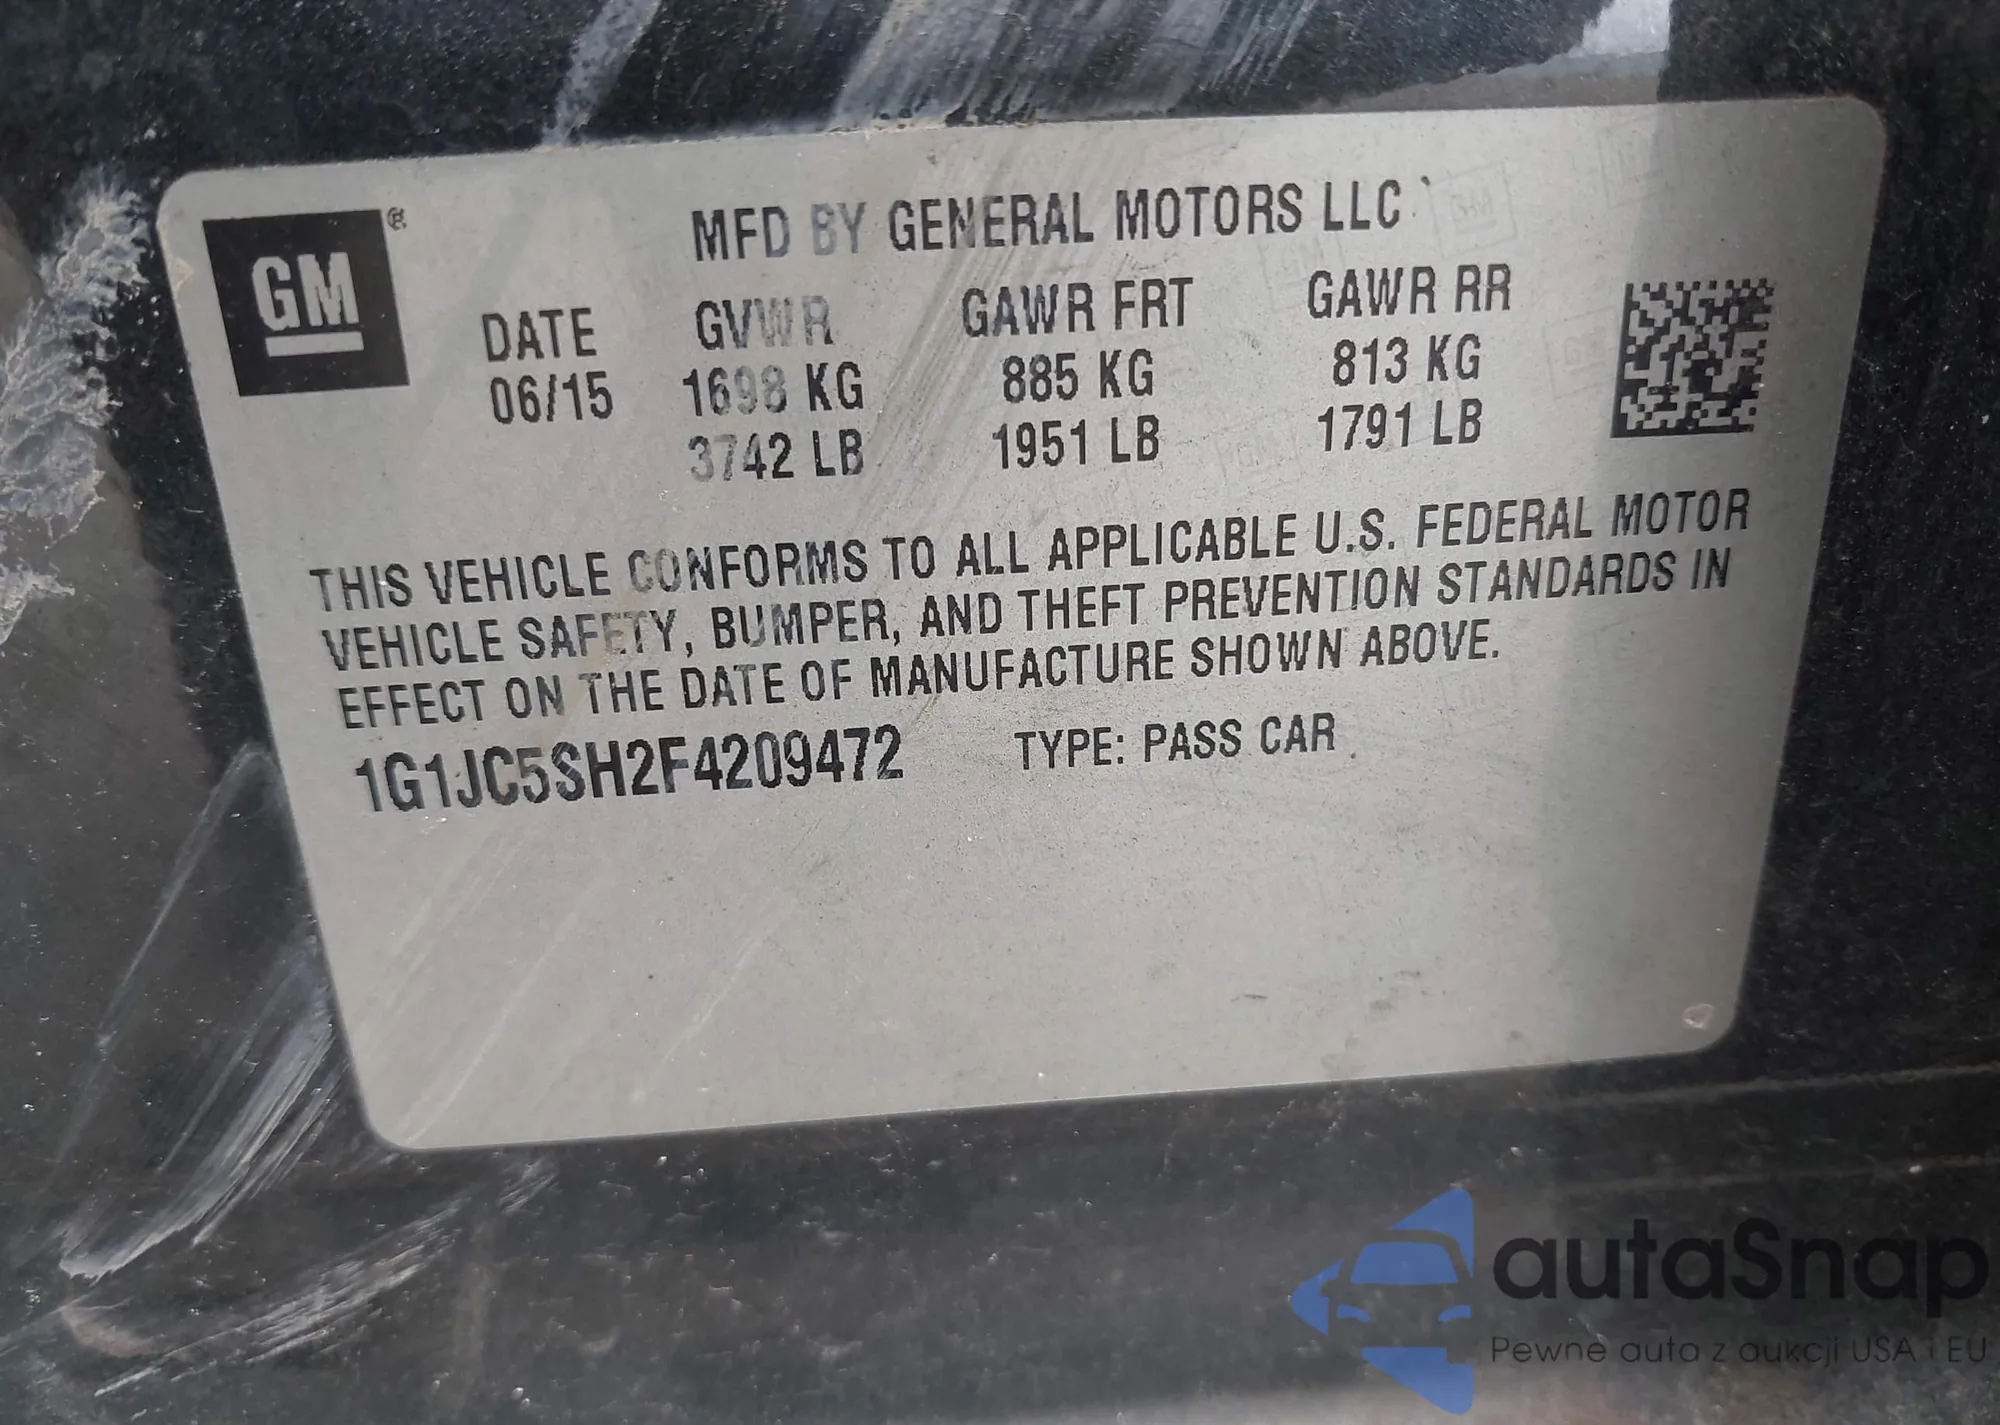 GM®
MFD BY GENERAL MOTORS LLC
DATE GVWR GAWR FRT GAWR RR
06/15 1698 KG 885 KG 813 KG
3742 LB 1951 LB 1791 LB
THIS VEHICLE CONFORMS TO ALL APPLICABLE U.S. FEDERAL MOTOR
VEHICLE SAFETY, BUMPER, AND THEFT PREVENTION STANDARDS IN
EFFECT ON THE DATE OF MANUFACTURE SHOWN ABOVE.
1G1JC5SH2F4209472 TYPE: PASS CAR
autaSnap
Pewne auta z aukcji USA i EU